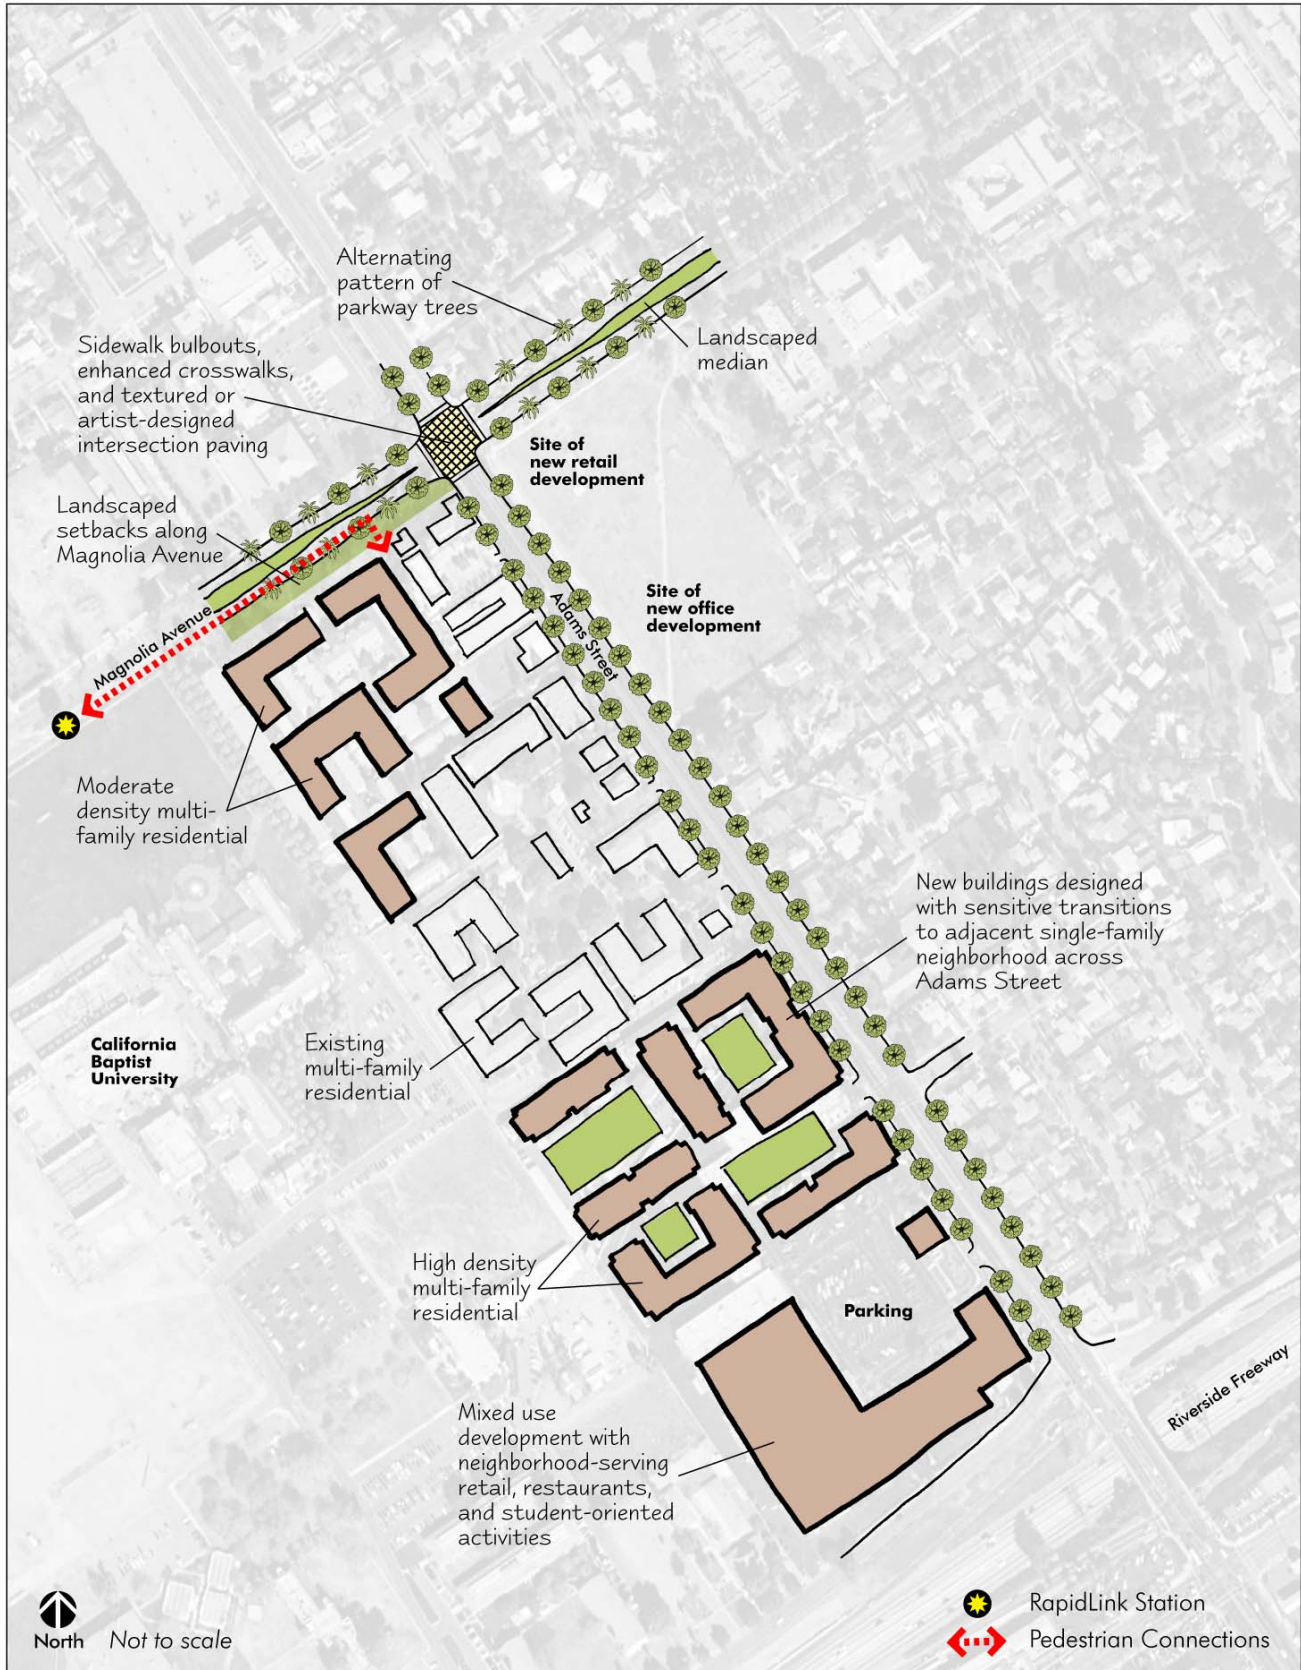 Alternating
pattern of
parkway trees
Landscaped
median
Sidewalk bulbouts,
enhanced crosswalks,
and textured or
artist-designed
intersection paving
Site of
new retail
development
Landscaped
setbacks along
Magnolia Avenue
Site of
new office
development
Adams Street
Magnolia Avenue
Moderate
density multi-
family residential
New buildings designed
with sensitive transitions
to adjacent single-family
neighborhood across
Adams Street
California
Baptist
University
Existing
multi-family
residential
High density
multi-family
residential
Parking
Riverside Freeway
Mixed use
development with
neighborhood-serving
retail, restaurants,
and student-oriented
activities
North Not to scale
RapidLink Station
Pedestrian Connections